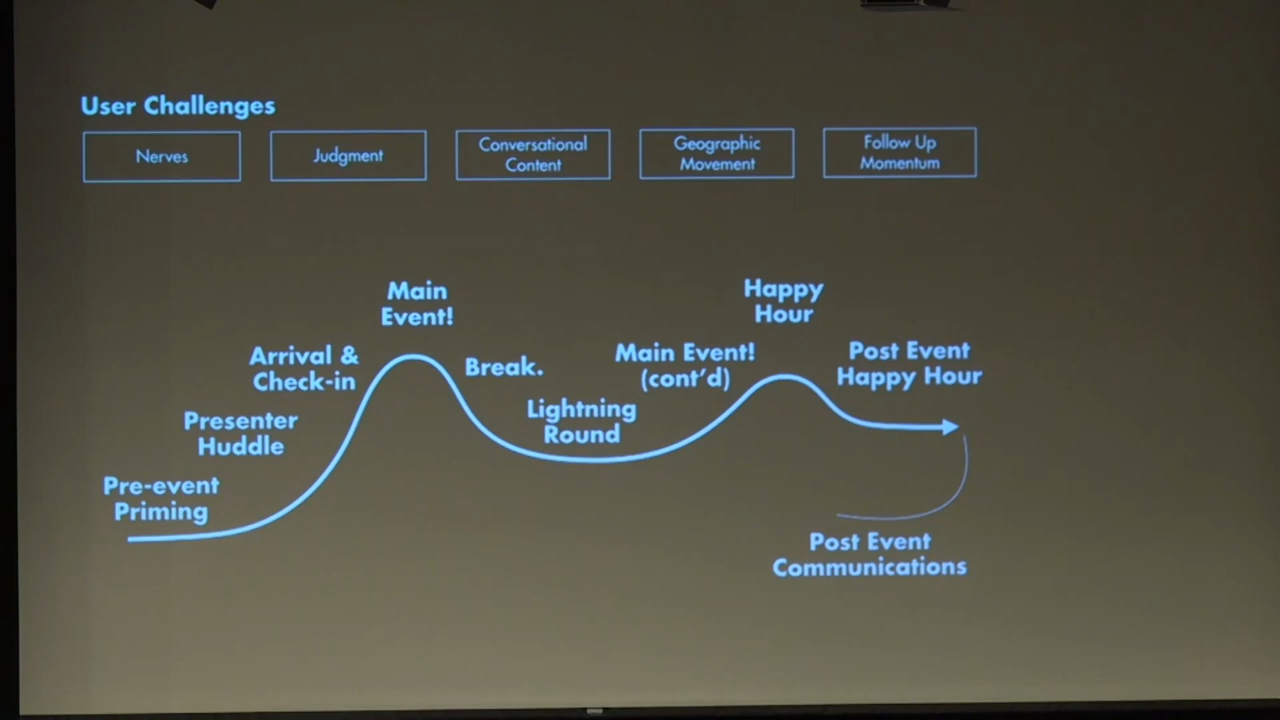 User Challenges
Nerves
Judgment
Conversational
Content
Geographic
Movement
Follow Up
Momentum
Pre-event
Priming
Presenter
Huddle
Arrival &
Check-in
Main
Event!
Break.
Lightning
Round
Main Event!
(cont'd)
Happy
Hour
Post Event
Happy Hour
Post Event
Communications